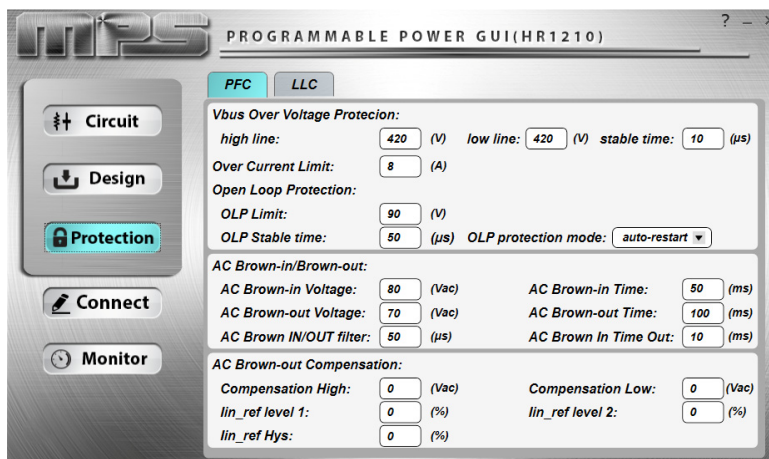 MPS PROGRAMMABLE POWER GUI(HR1210) ? –
PFC LLC
Circuit
Design
Protection
Connect
Monitor
Vbus Over Voltage Protecion:
high line: 420 (V) low line: 420 (V) stable time: 10 (µs)
Over Current Limit: 8 (A)
Open Loop Protection:
OLP Limit: 90 (V)
OLP Stable time: 50 (µs) OLP protection mode: auto-restart
AC Brown-in/Brown-out:
AC Brown-in Voltage: 80 (Vac) AC Brown-in Time: 50 (ms)
AC Brown-out Voltage: 70 (Vac) AC Brown-out Time: 100 (ms)
AC Brown IN/OUT filter: 50 (µs) AC Brown In Time Out: 10 (ms)
AC Brown-out Compensation:
Compensation High: 0 (Vac) Compensation Low: 0 (Vac)
Iin_ref level 1: 0 (%) Iin_ref level 2: 0 (%)
Iin_ref Hys: 0 (%)